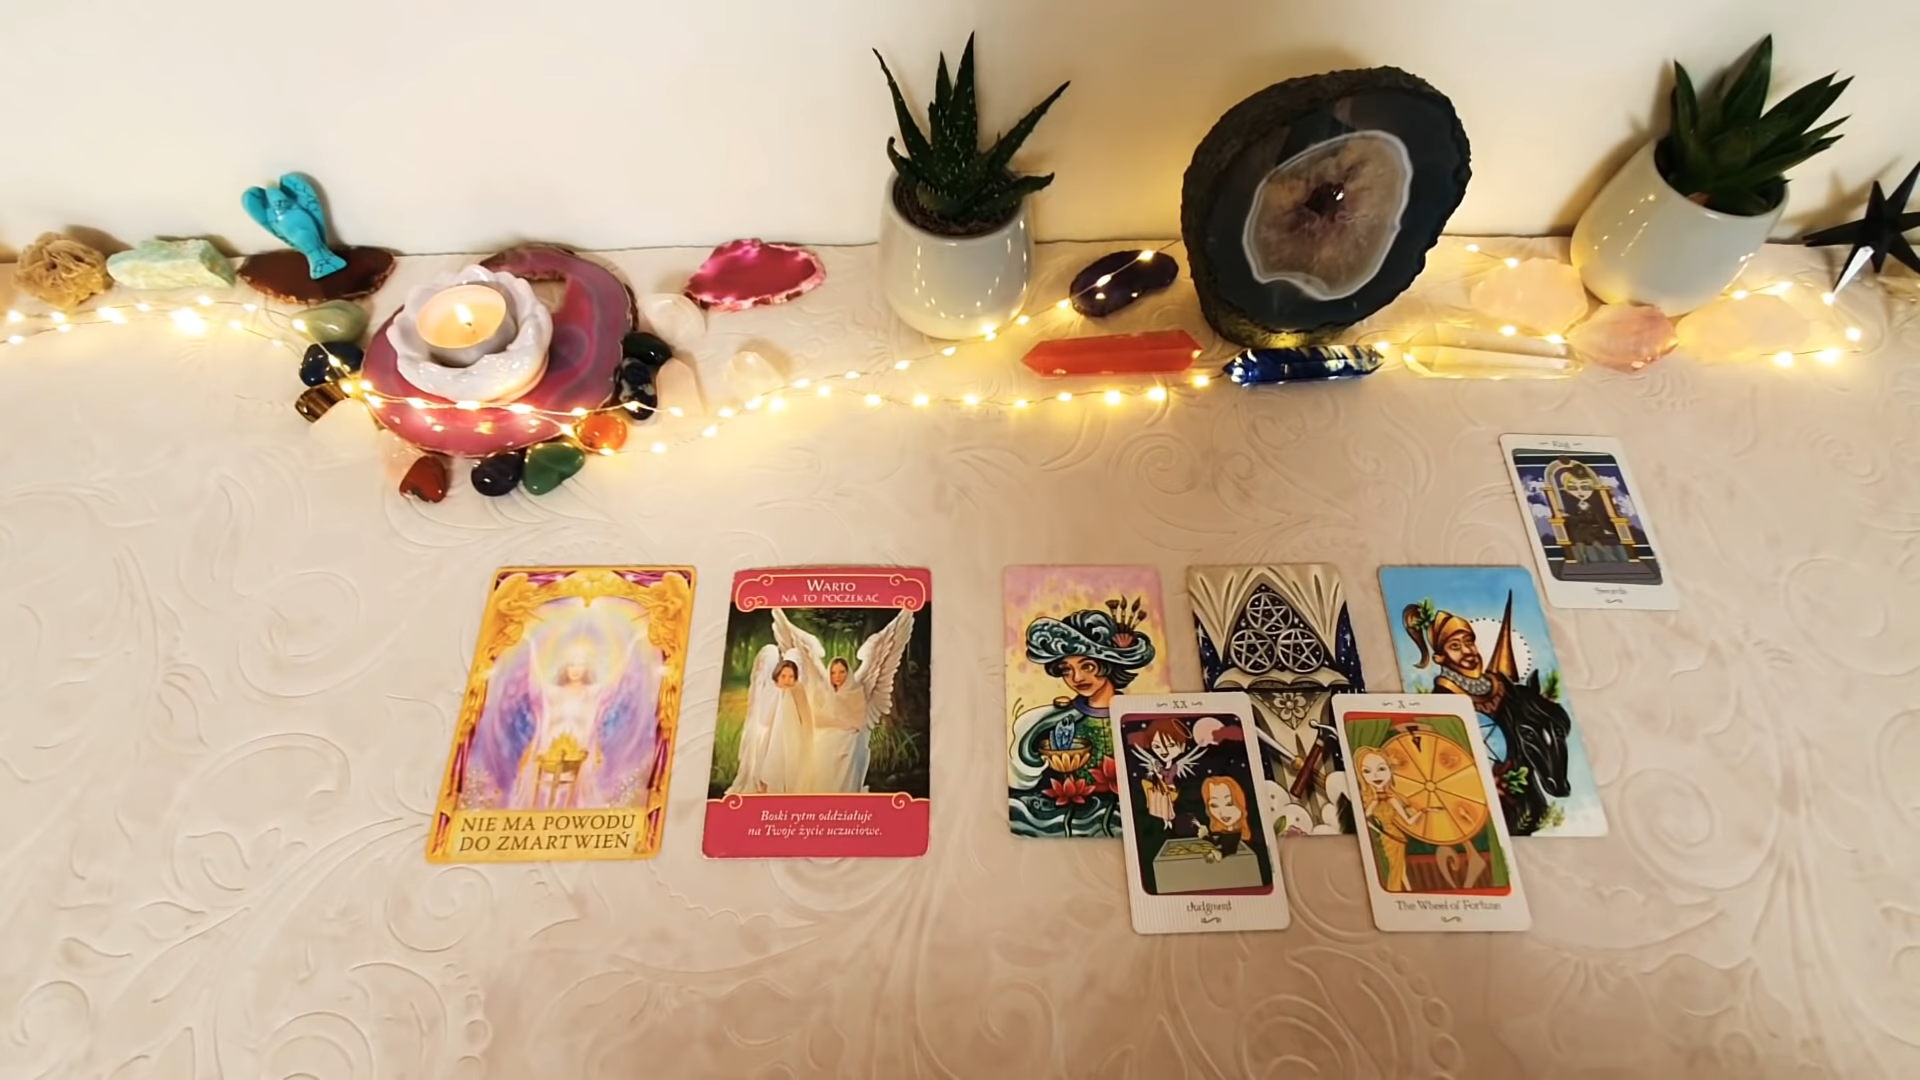 King
Swords
WARTO
NA TO POCZEKAĆ
Boski rytm oddziałuje
na Twoje życie uczuciowe.
NIE MA POWODU
DO ZMARTWIEŃ
XX
Judgment
X
The Wheel of Fortune